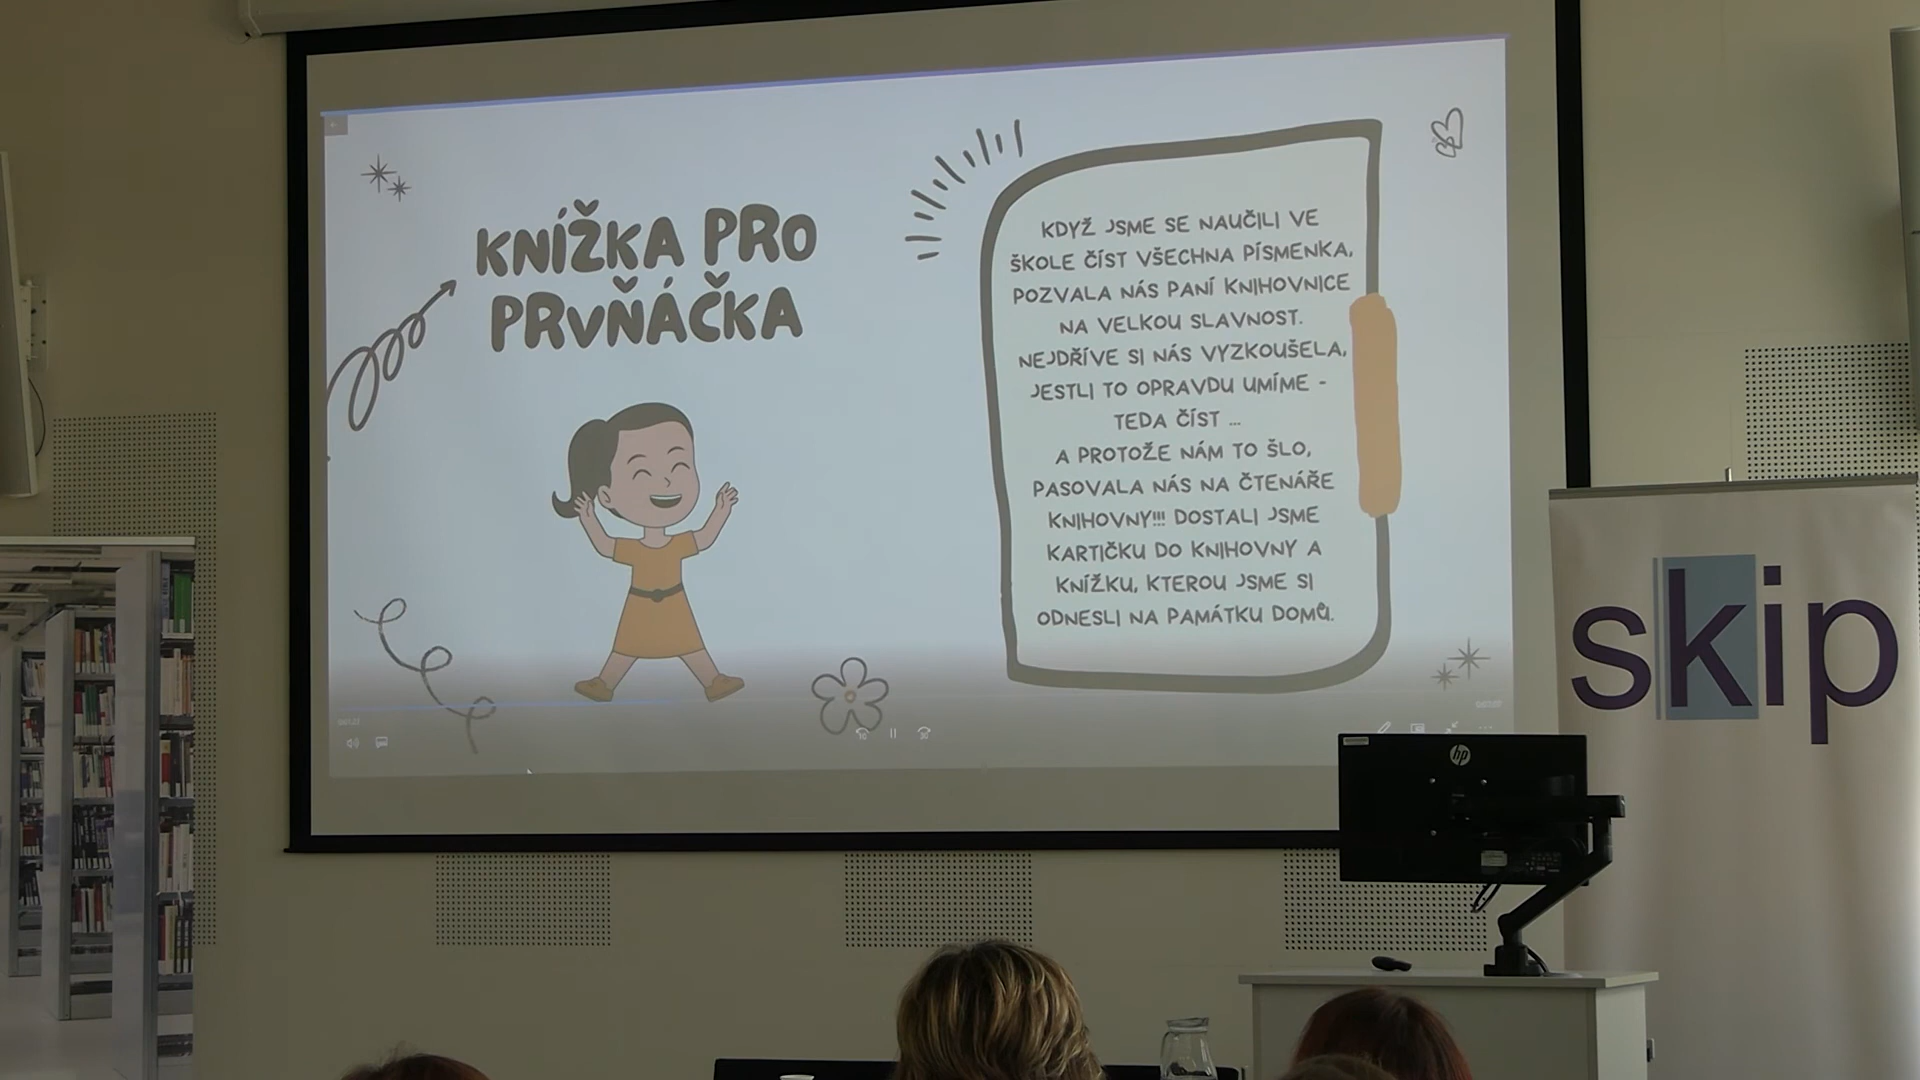 KNÍŽKA PRO
PRVŇÁČKA
KDYŽ JSME SE NAUČILI VE
ŠKOLE ČÍST VŠECHNA PÍSMENKA,
POZVALA NÁS PANÍ KNIHOVNICE
NA VELKOU SLAVNOST.
NEJDŘÍVE SI NÁS VYZKOUŠELA,
JESTLI TO OPRAVDU UMÍME -
TEDA ČÍST ...
A PROTOŽE NÁM TO ŠLO,
PASOVALA NÁS NA ČTENÁŘE
KNIHOVNY!!! DOSTALI JSME
KARTIČKU DO KNIHOVNY A
KNÍŽKU, KTEROU JSME SI
ODNESLI NA PAMÁTKU DOMŮ.
skip
hp